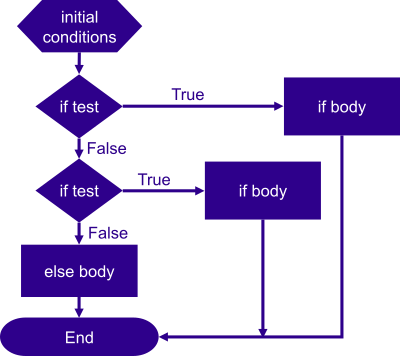 initial
conditions
if test
True
if body
False
if test
True
if body
False
else body
End